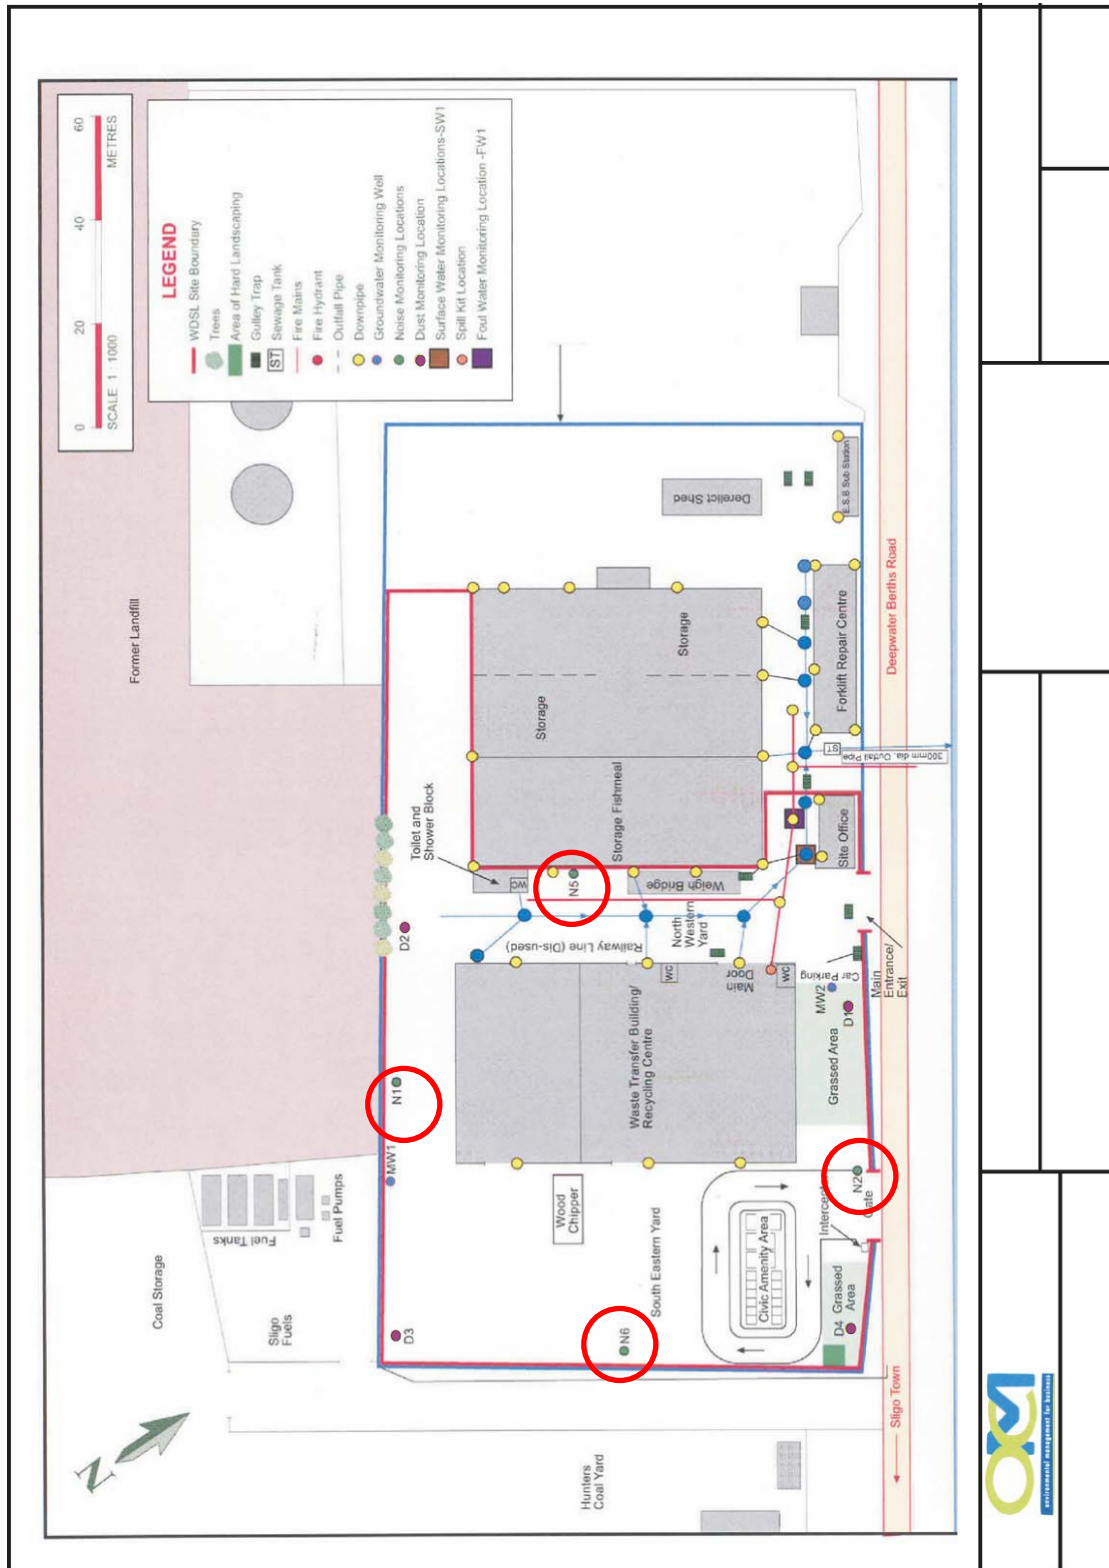 0
20
40
60
METRES
SCALE 1 : 1000
LEGEND
WDSL Site Boundary
Trees
Area of Hard Landscaping
Gulley Trap
ST
Sewage Tank
Fire Mains
Fire Hydrant
Outfall Pipe
Downpipe
Groundwater Monitoring Well
Noise Monitoring Locations
Dust Monitoring Location
Surface Water Monitoring Locations-SW1
Spill Kit Location
Foul Water Monitoring Location -FW1
Former Landfill
Coal Storage
Fuel Tanks
Fuel Pumps
Sligo
Fuels
Hunters
Coal Yard
N
D3
MW1
N1
D2
Toilet and
Shower Block
WC
N5
Storage Fishmeal
Storage
Storage
Derelict Shed
E.S.B Sub Station
Forklift Repair Centre
ST
300mm dia. Outfall Pipe
Site Office
Weigh Bridge
Railway Line (Dis-used)
North
Western
Yard
WC
Main
Door
WC
Waste Transfer Building/
Recycling Centre
Wood
Chipper
South Eastern Yard
N6
Civic Amenity Area
Car Parking
MW2
D1
Grassed Area
Main
Entrance/
Exit
N2
Gate
D4
Grassed
Area
Sligo Town
Deepwater Berths Road
OCM
environmental management for business